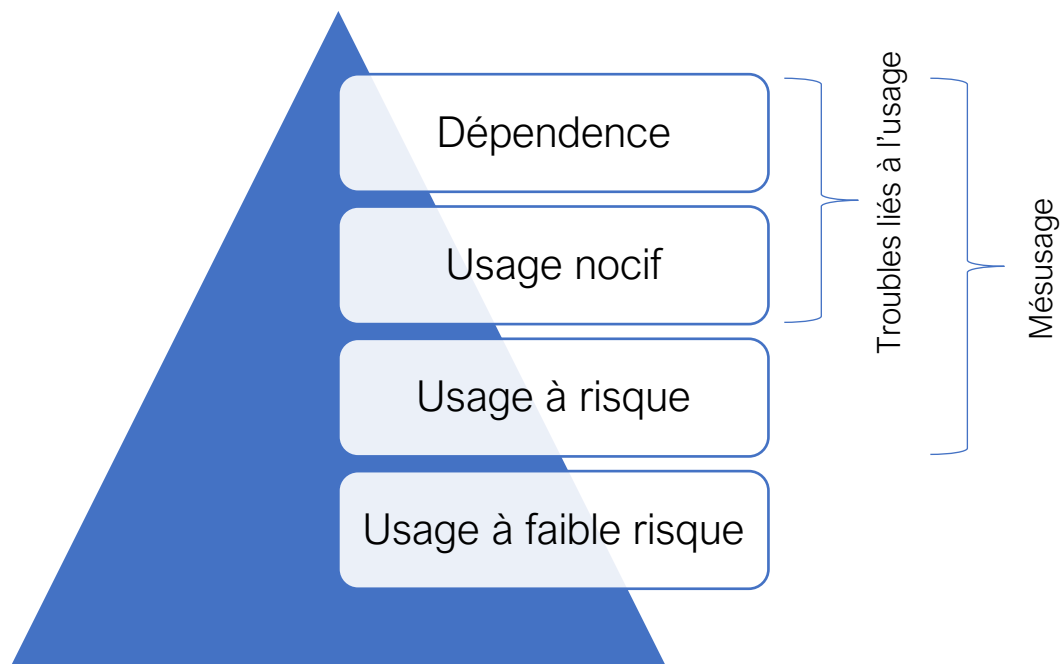 Dépendence
Usage nocif
Usage à risque
Usage à faible risque
Troubles liés à l'usage
Mésusage